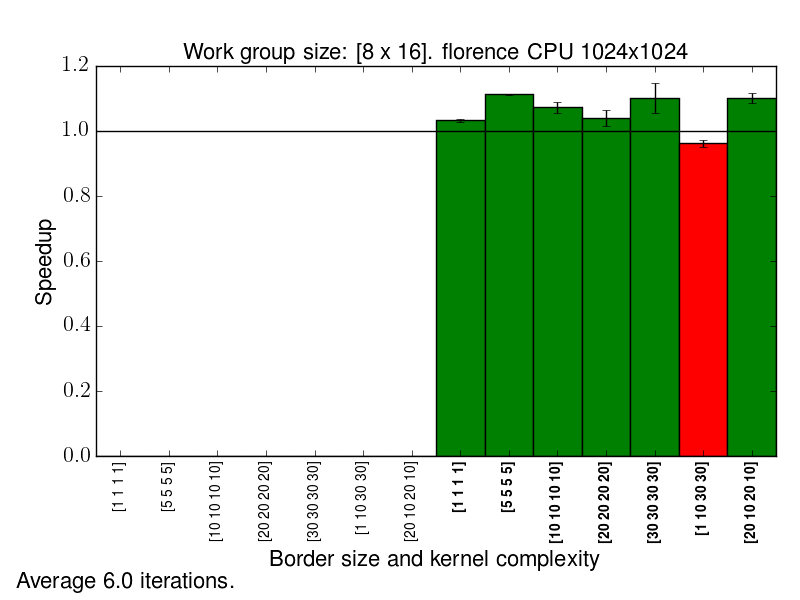 Work group size: [8 x 16]. florence CPU 1024x1024
1.2
1.0
0.8
0.6
0.4
0.2
0.0
Speedup
[1 1 1 1]
[5 5 5 5]
[10 10 10 10]
[20 20 20 20]
[30 30 30 30]
[1 10 30 30]
[20 10 20 10]
[1 1 1 1]
[5 5 5 5]
[10 10 10 10]
[20 20 20 20]
[30 30 30 30]
[1 10 30 30]
[20 10 20 10]
Border size and kernel complexity
Average 6.0 iterations.